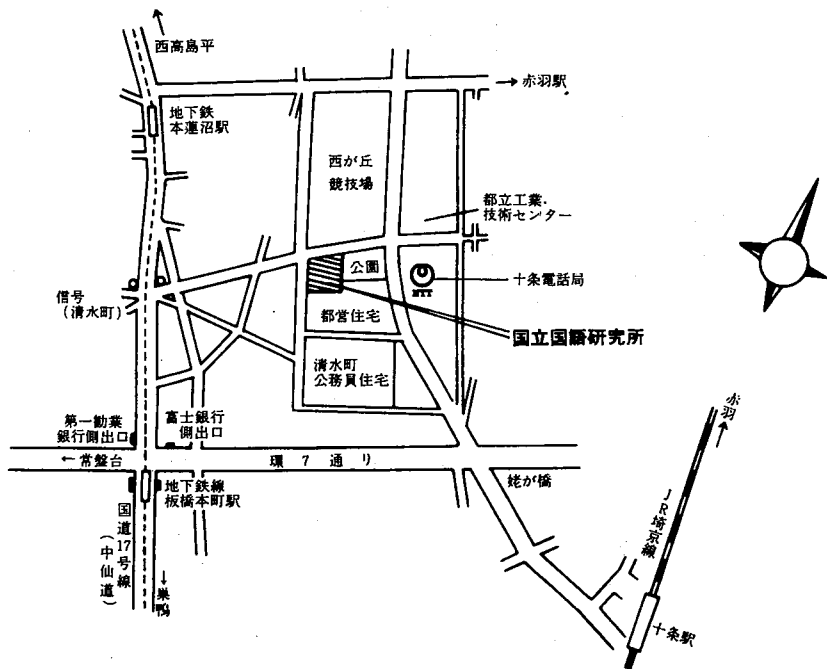 西高島平
→赤羽駅
地下鉄
本蓮沼駅
西が丘
競技場
都立工業
技術センター
公園
NTT
十条電話局
信号
(清水町)
都営住宅
国立国語研究所
清水町
公務員住宅
第一勧業
銀行側出口
富士銀行
側出口
←常盤台
環7通り
姥が橋
地下鉄線
板橋本町駅
国道17号線
(中仙道)
→巣鴨
赤羽
JR埼京線
十条駅